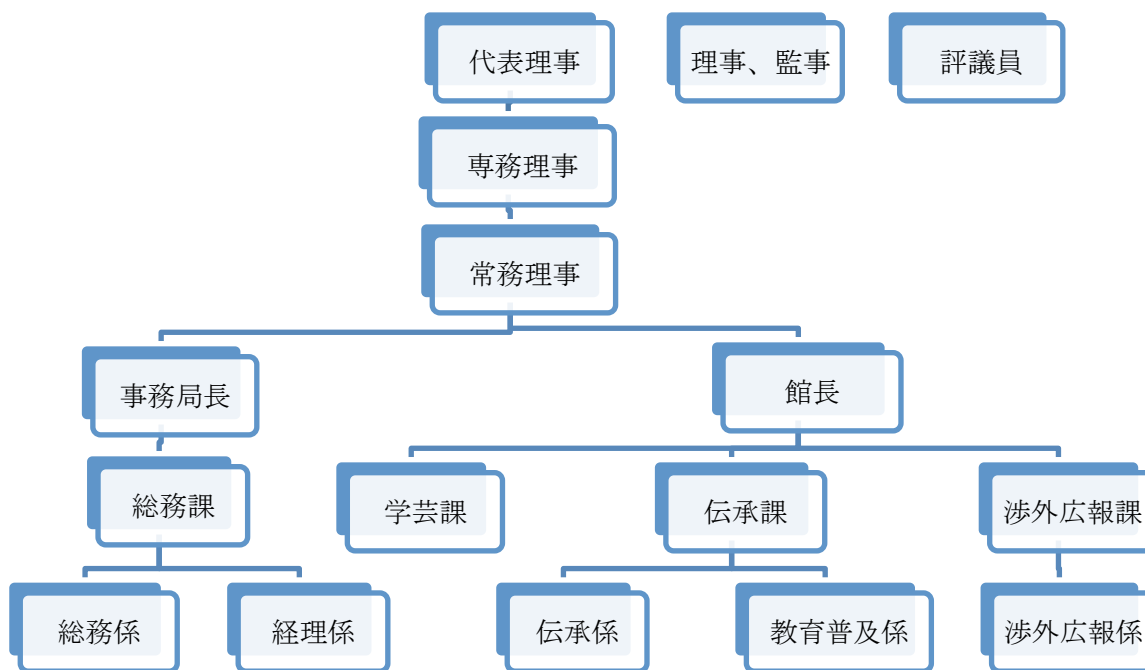 代表理事
理事、監事
評議員
専務理事
常務理事
事務局長
館長
総務課
学芸課
伝承課
渉外広報課
総務係
経理係
伝承係
教育普及係
渉外広報係